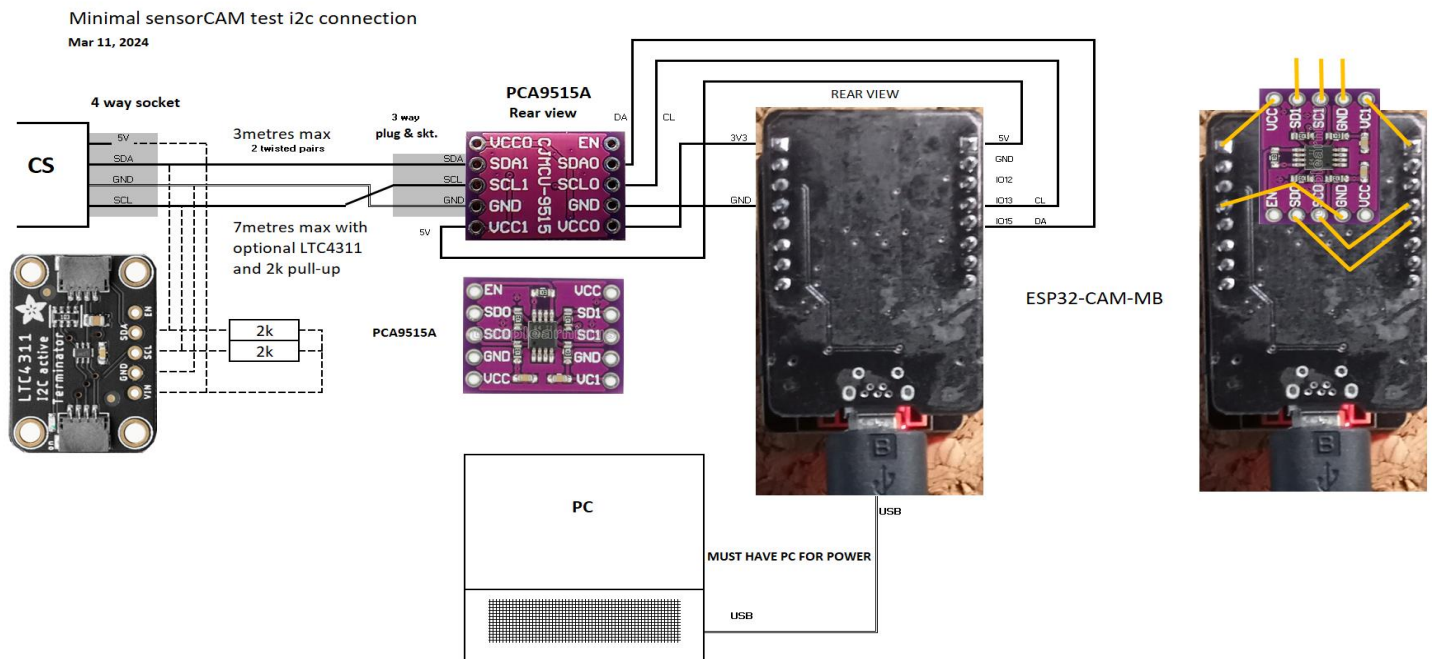 Minimal sensorCAM test i2c connection
Mar 11, 2024
4 way socket
CS
5V
SDA
GND
SCL
3metres max
2 twisted pairs
7metres max with
optional LTC4311
and 2k pull-up
3 way
plug & skt.
SDA
SCL
GND
5V
PCA9515A
Rear view
VCCO
SDA1
SCL1
GND
VCC1
CJMCU-9515
EN
SDA0
SCL0
GND
VCCO
DA
CL
REAR VIEW
3V3
GND
5V
GND
IO12
IO13
CL
IO15
DA
ESP32-CAM-MB
LTC4311
I2C active
Terminator
EN
SDA
SCL
GND
VIN
on
2k
2k
PCA9515A
EN
SD0
SC0
GND
VCC
VCC
SD1
SC1
GND
VC1
VCC
SD1
SC1
GND
VC1
EN
SD0
SC0
GND
VCC
B
PC
USB
MUST HAVE PC FOR POWER
USB